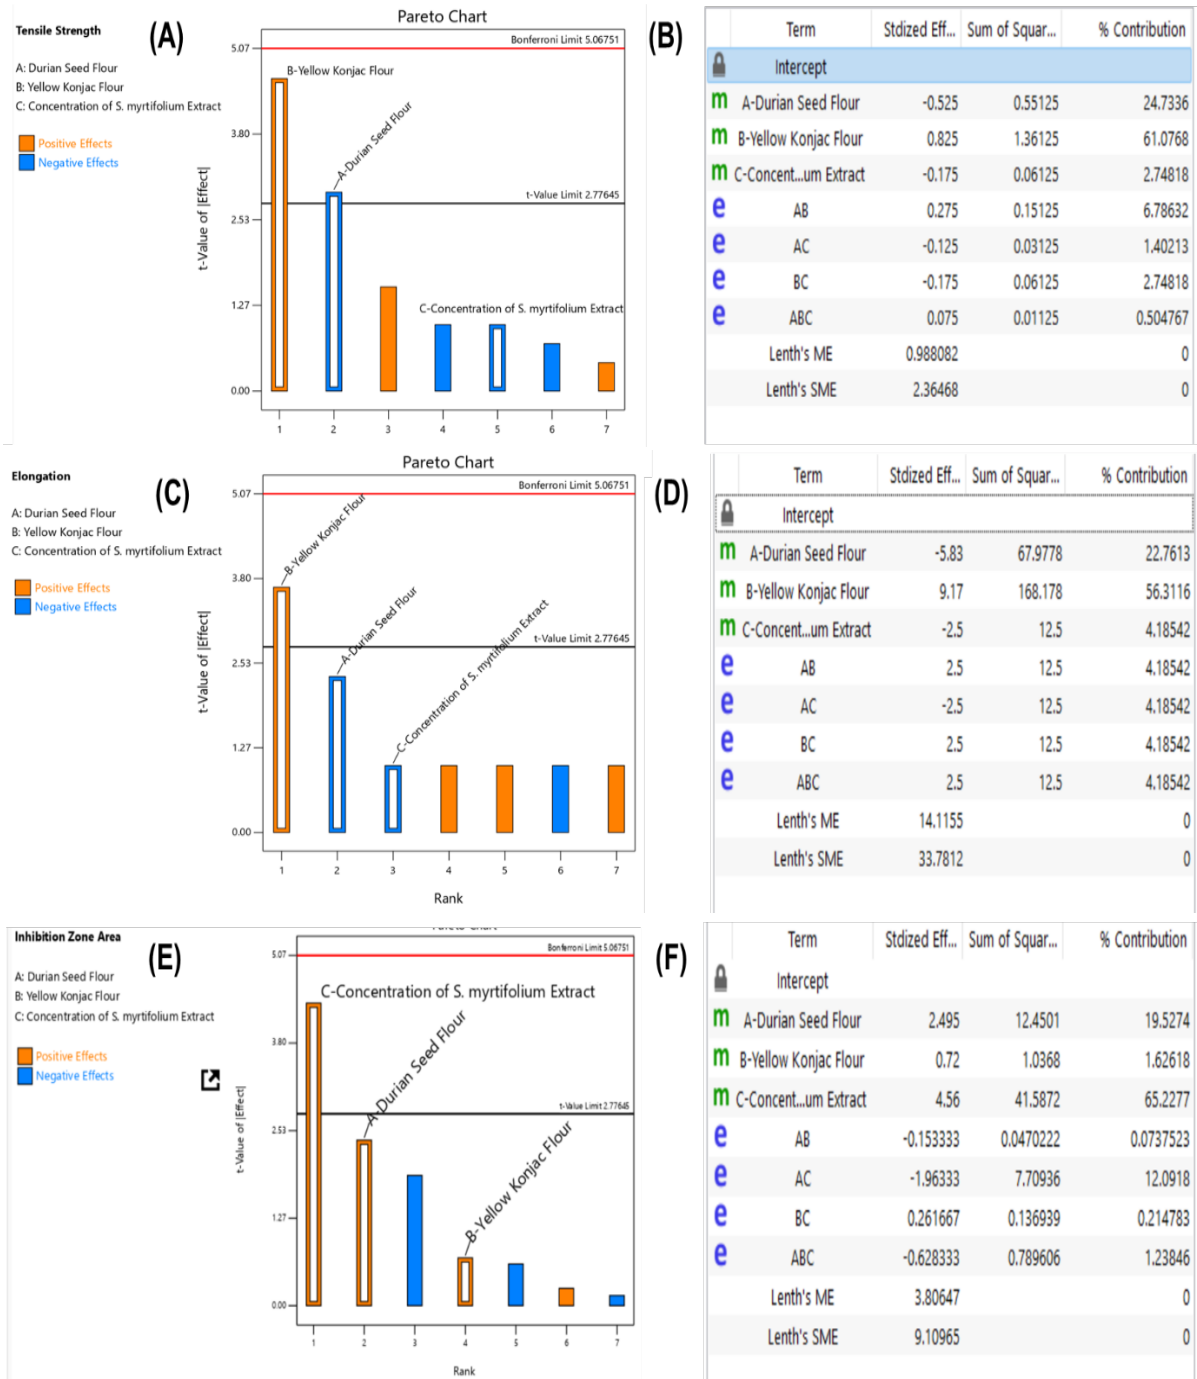 Tensile Strength
A: Durian Seed Flour
B: Yellow Konjac Flour
C: Concentration of S. myrtifolium Extract
Positive Effects
Negative Effects
(A)
Pareto Chart
Bonferroni Limit 5.06751
B-Yellow Konjac Flour
A-Durian Seed Flour
t-Value Limit 2.77645
C-Concentration of S. myrtifolium Extract
t-Value of |Effect|
5.07
3.80
2.53
1.27
0.00
1 2 3 4 5 6 7
(B)
Term Stdized Eff... Sum of Squar... % Contribution
Intercept
m A-Durian Seed Flour -0.525 0.55125 24.7336
m B-Yellow Konjac Flour 0.825 1.36125 61.0768
m C-Concent...um Extract -0.175 0.06125 2.74818
e AB 0.275 0.15125 6.78632
e AC -0.125 0.03125 1.40213
e BC -0.175 0.06125 2.74818
e ABC 0.075 0.01125 0.504767
Lenth's ME 0.988082 0
Lenth's SME 2.36468 0
Elongation
A: Durian Seed Flour
B: Yellow Konjac Flour
C: Concentration of S. myrtifolium Extract
Positive Effects
Negative Effects
(C)
Pareto Chart
Bonferroni Limit 5.06751
B-Yellow Konjac Flour
A-Durian Seed Flour
C-Concentration of S. myrtifolium Extract
t-Value Limit 2.77645
t-Value of |Effect|
5.07
3.80
2.53
1.27
0.00
1 2 3 4 5 6 7
Rank
(D)
Term Stdized Eff... Sum of Squar... % Contribution
Intercept
m A-Durian Seed Flour -5.83 67.9778 22.7613
m B-Yellow Konjac Flour 9.17 168.178 56.3116
m C-Concent...um Extract -2.5 12.5 4.18542
e AB 2.5 12.5 4.18542
e AC -2.5 12.5 4.18542
e BC 2.5 12.5 4.18542
e ABC 2.5 12.5 4.18542
Lenth's ME 14.1155 0
Lenth's SME 33.7812 0
Inhibition Zone Area
A: Durian Seed Flour
B: Yellow Konjac Flour
C: Concentration of S. myrtifolium Extract
Positive Effects
Negative Effects
(E)
Bonferroni Limit 5.06751
C-Concentration of S. myrtifolium Extract
A-Durian Seed Flour
t-Value Limit 2.77645
B-Yellow Konjac Flour
t-Value of |Effect|
5.07
3.80
2.53
1.27
0.00
1 2 3 4 5 6 7
Rank
(F)
Term Stdized Eff... Sum of Squar... % Contribution
Intercept
m A-Durian Seed Flour 2.495 12.4501 19.5274
m B-Yellow Konjac Flour 0.72 1.0368 1.62618
m C-Concent...um Extract 4.56 41.5872 65.2277
e AB -0.153333 0.0470222 0.0737523
e AC -1.96333 7.70936 12.0918
e BC 0.261667 0.136939 0.214783
e ABC -0.628333 0.789606 1.23846
Lenth's ME 3.80647 0
Lenth's SME 9.10965 0